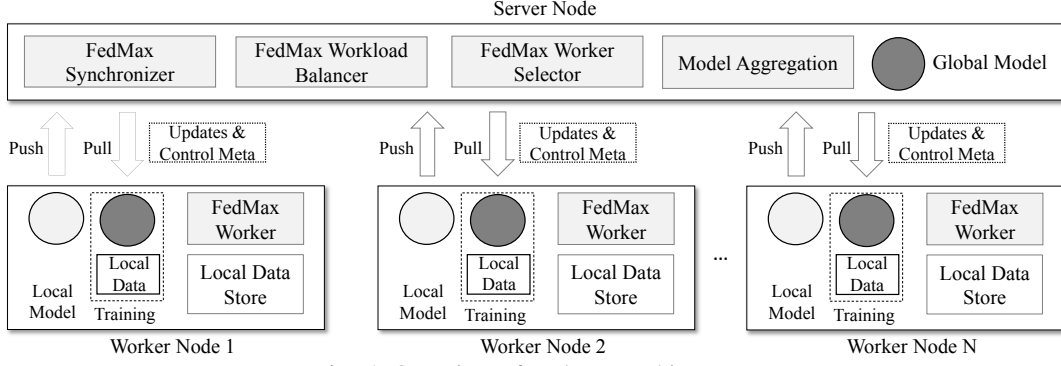 Server Node
FedMax
Synchronizer
FedMax Workload
Balancer
FedMax Worker
Selector
Model Aggregation
Global Model
Push
Pull
Updates &
Control Meta
Push
Pull
Updates &
Control Meta
Push
Pull
Updates &
Control Meta
Local
Model
Local
Data
Training
FedMax
Worker
Local Data
Store
Worker Node 1
Local
Model
Local
Data
Training
FedMax
Worker
Local Data
Store
Worker Node 2
...
Local
Model
Local
Data
Training
FedMax
Worker
Local Data
Store
Worker Node N